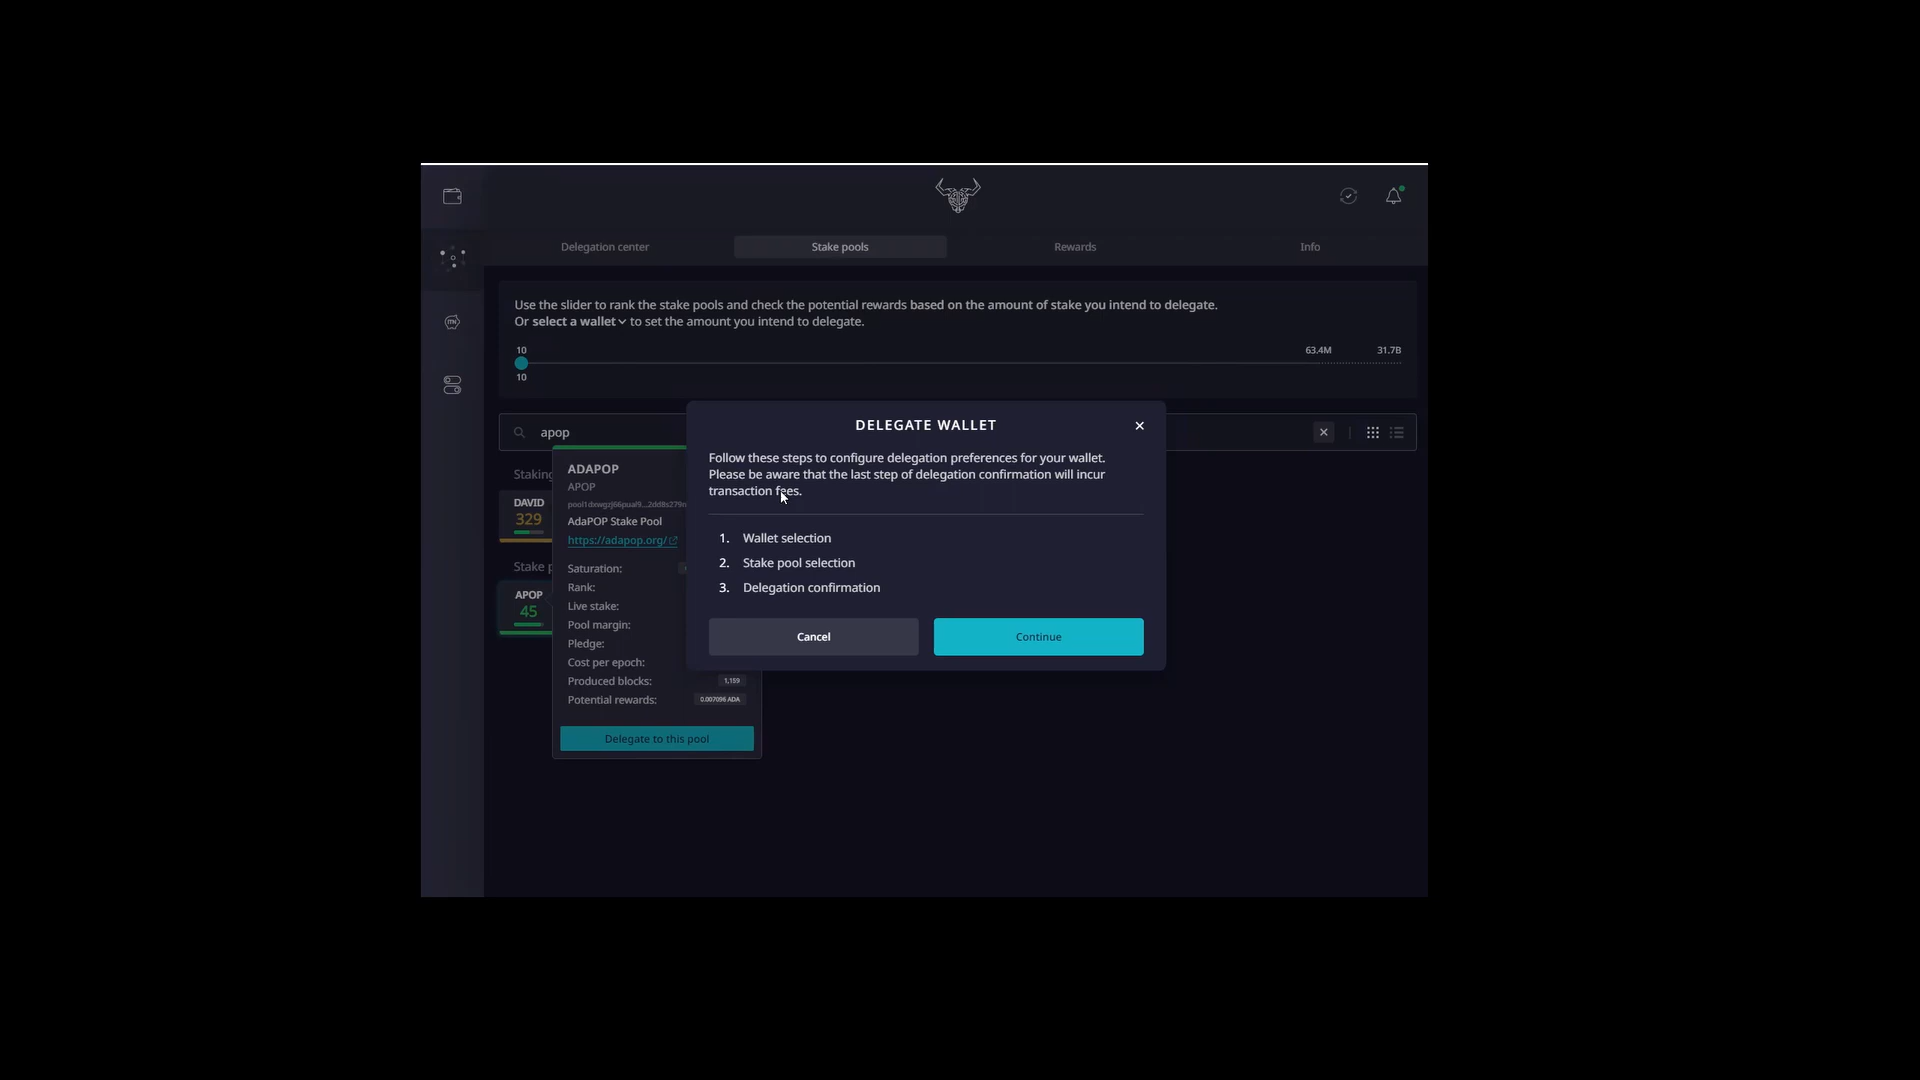 Delegation center
Stake pools
Rewards
Info
Use the slider to rank the stake pools and check the potential rewards based on the amount of stake you intend to delegate.
Or select a wallet to set the amount you intend to delegate.
10
63.4M
31.7B
10
apop
Staking
DAVID
329
Stake p
APOP
45
ADAPOP
APOP
AdaPOP Stake Pool
https://adapop.org/
Saturation:
Rank:
Live stake:
Pool margin:
Pledge:
Cost per epoch:
Produced blocks: 1,159
Potential rewards: 0.007096 ADA
Delegate to this pool
DELEGATE WALLET
Follow these steps to configure delegation preferences for your wallet.
Please be aware that the last step of delegation confirmation will incur
transaction fees.
1. Wallet selection
2. Stake pool selection
3. Delegation confirmation
Cancel
Continue